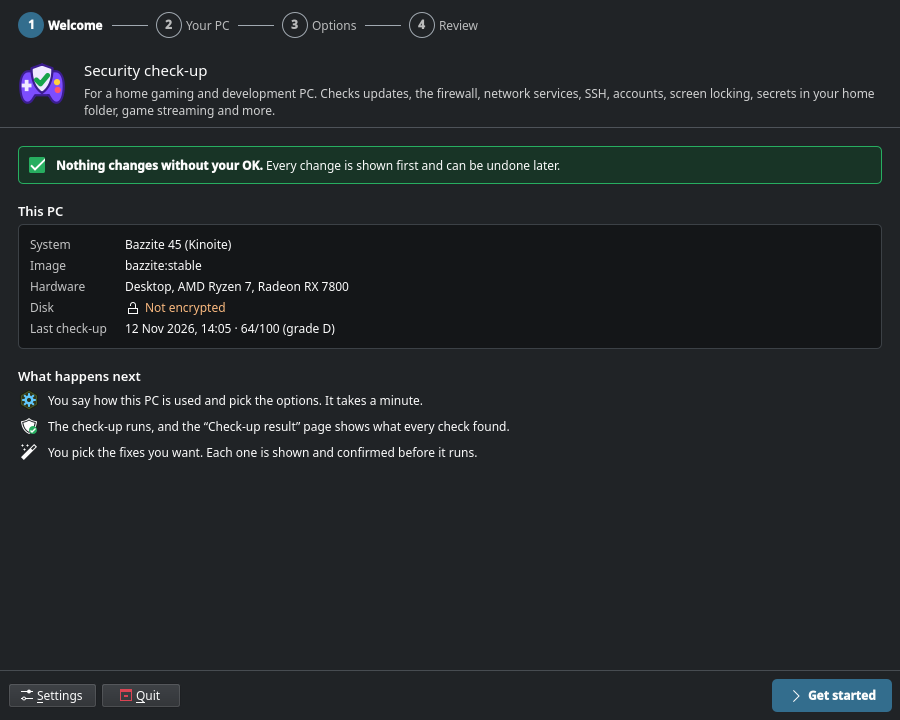 1 Welcome 2 Your PC 3 Options 4 Review
Security check-up
For a home gaming and development PC. Checks updates, the firewall, network services, SSH, accounts, screen locking, secrets in your home
folder, game streaming and more.
Nothing changes without your OK. Every change is shown first and can be undone later.
This PC
System Bazzite 45 (Kinoite)
Image bazzite:stable
Hardware Desktop, AMD Ryzen 7, Radeon RX 7800
Disk Not encrypted
Last check-up 12 Nov 2026, 14:05 · 64/100 (grade D)
What happens next
You say how this PC is used and pick the options. It takes a minute.
The check-up runs, and the “Check-up result” page shows what every check found.
You pick the fixes you want. Each one is shown and confirmed before it runs.
Settings Quit Get started